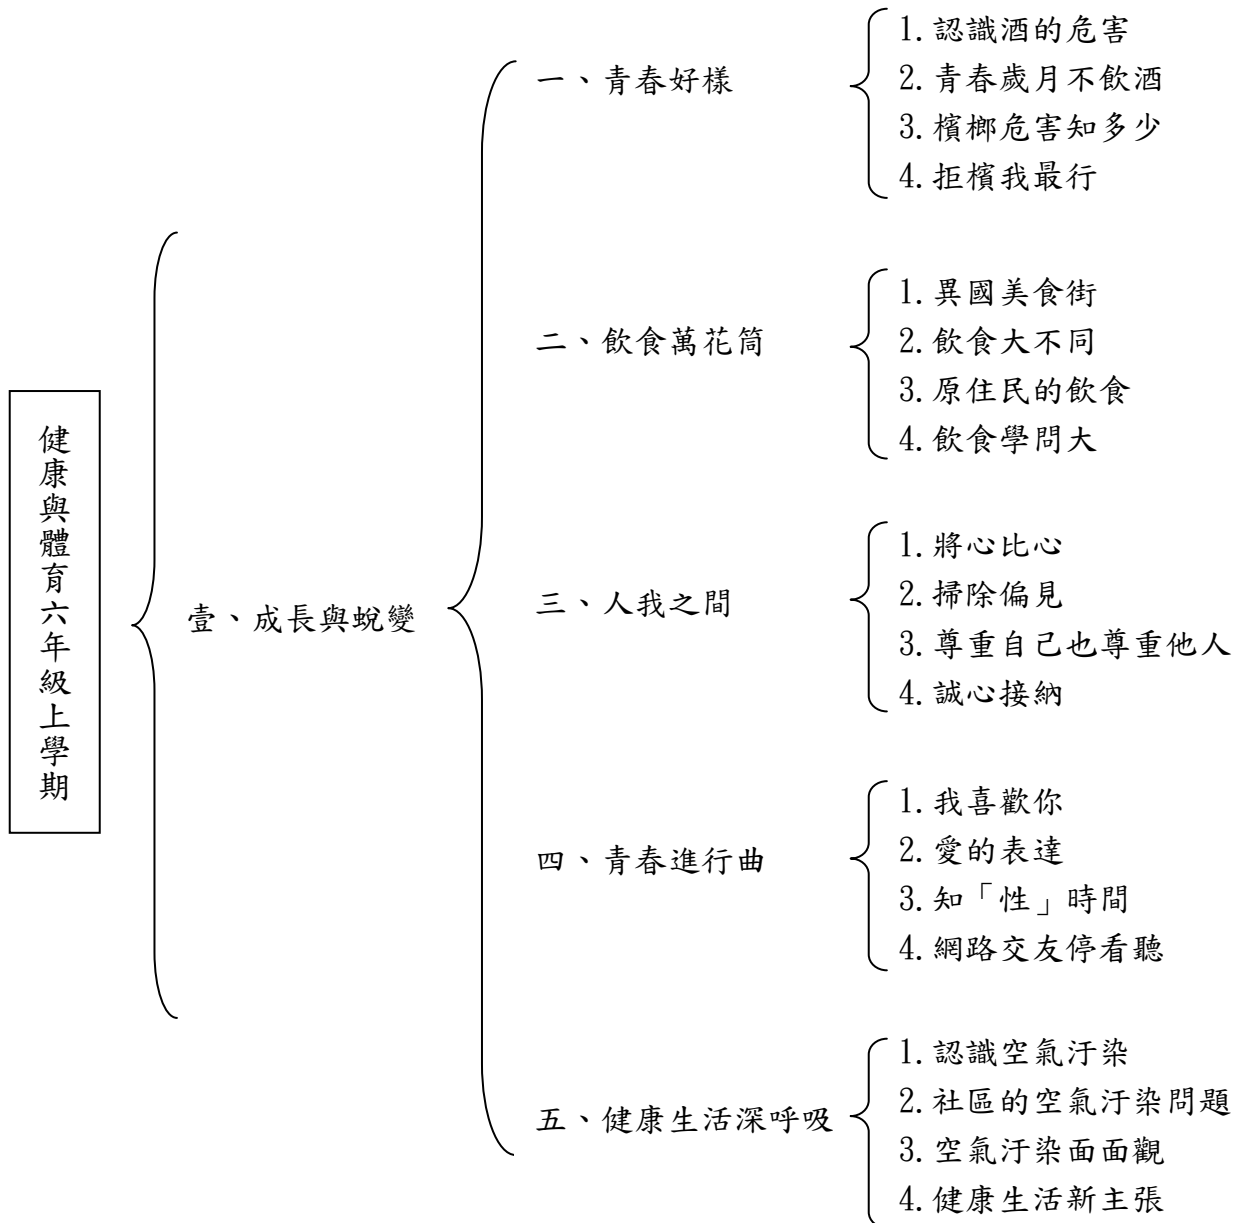 健康與體育六年級上學期
壹、成長與蛻變
一、青春好樣
1.認識酒的危害
2.青春歲月不飲酒
3.檳榔危害知多少
4.拒檳我最行
二、飲食萬花筒
1.異國美食街
2.飲食大不同
3.原住民的飲食
4.飲食學問大
三、人我之間
1.將心比心
2.掃除偏見
3.尊重自己也尊重他人
4.誠心接納
四、青春進行曲
1.我喜歡你
2.愛的表達
3.知「性」時間
4.網路交友停看聽
五、健康生活深呼吸
1.認識空氣汙染
2.社區的空氣汙染問題
3.空氣汙染面面觀
4.健康生活新主張